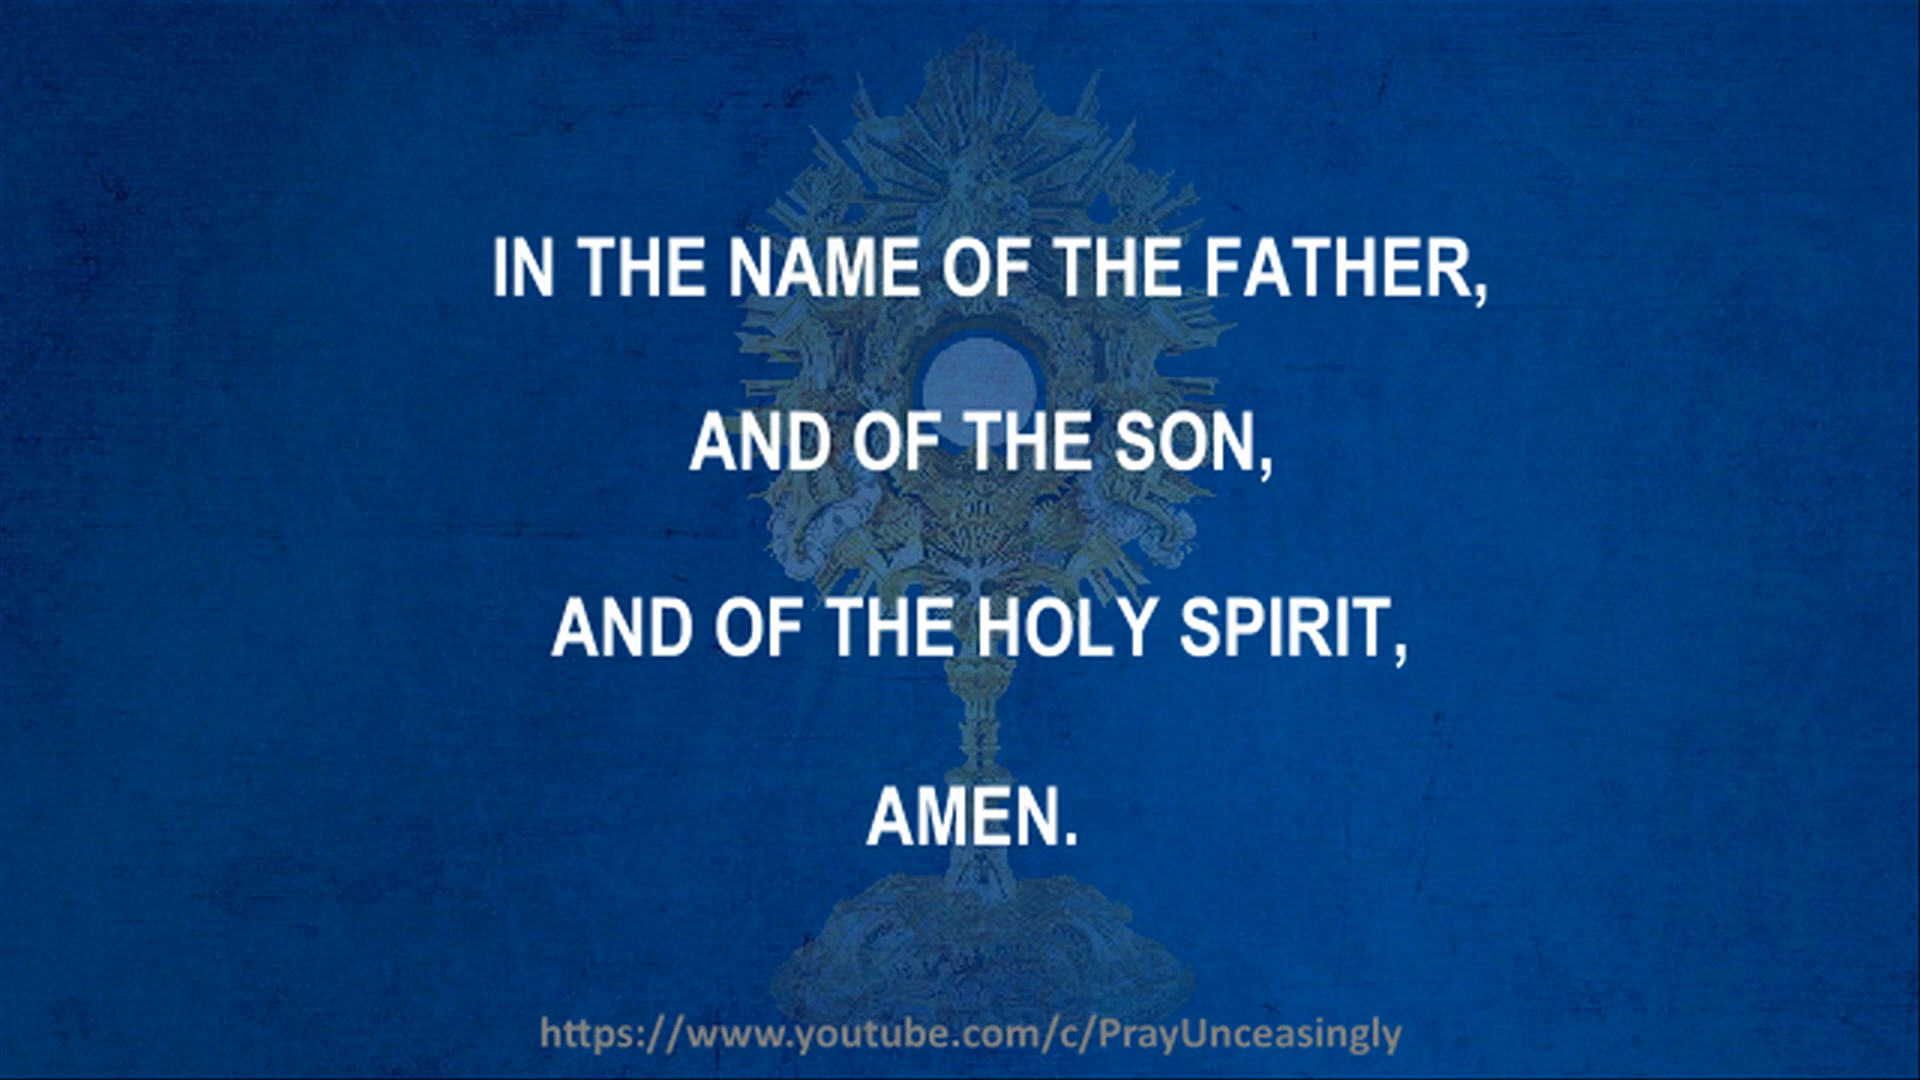 IN THE NAME OF THE FATHER,
AND OF THE SON,
AND OF THE HOLY SPIRIT,
AMEN.
https://www.youtube.com/c/PrayUnceasingly